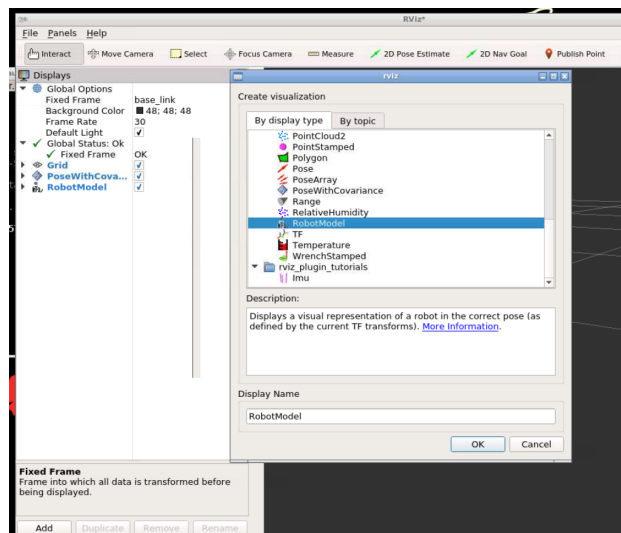 RViz*
File Panels Help
Interact Move Camera Select Focus Camera Measure 2D Pose Estimate 2D Nav Goal Publish Point
Displays
Global Options
Fixed Frame base_link
Background Color 48; 48; 48
Frame Rate 30
Default Light
Global Status: Ok
Fixed Frame OK
Grid
PoseWithCova...
RobotModel
rviz
Create visualization
By display type By topic
PointCloud2
PointStamped
Polygon
Pose
PoseArray
PoseWithCovariance
Range
RelativeHumidity
RobotModel
TF
Temperature
WrenchStamped
rviz_plugin_tutorials
Imu
Description:
Displays a visual representation of a robot in the correct pose (as
defined by the current TF transforms). More Information.
Display Name
RobotModel
OK Cancel
Fixed Frame
Frame into which all data is transformed before
being displayed.
Add Duplicate Remove Rename